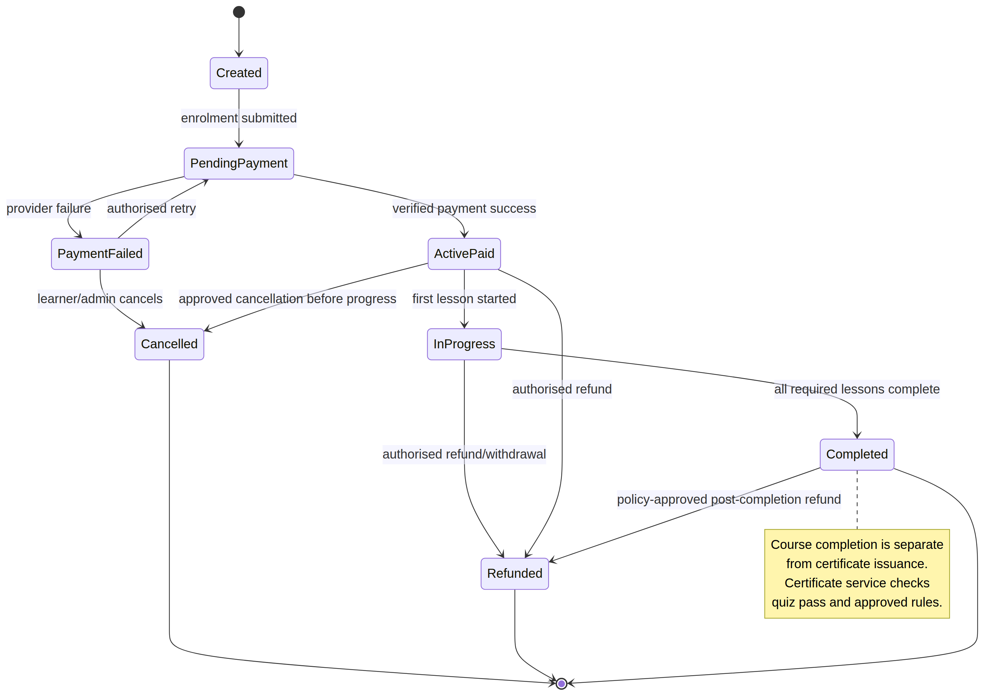 Created
enrolment submitted
PendingPayment
provider failure
authorised retry
verified payment success
PaymentFailed
ActivePaid
learner/admin cancels
approved cancellation before progress
first lesson started
Cancelled
InProgress
authorised refund
all required lessons complete
authorised refund/withdrawal
Completed
policy-approved post-completion refund
Course completion is separate
from certificate issuance.
Certificate service checks
quiz pass and approved rules.
Refunded